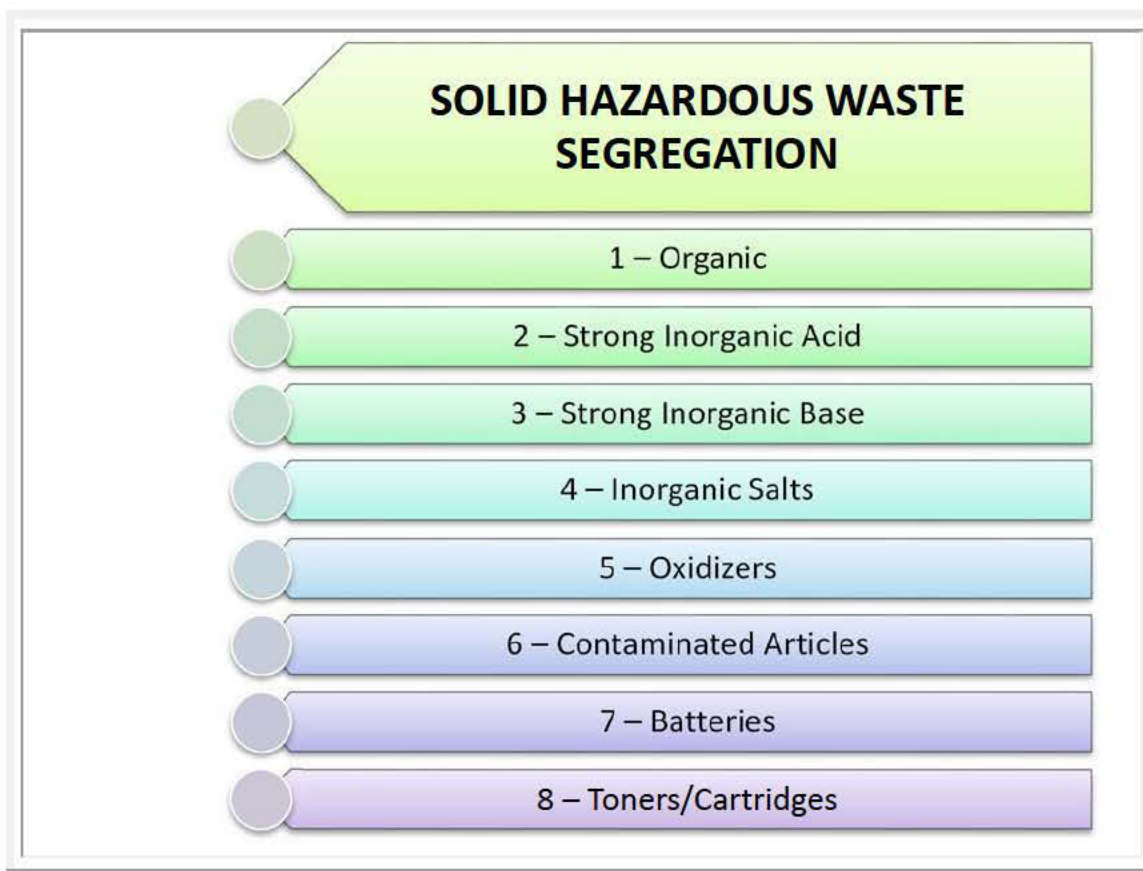 SOLID HAZARDOUS WASTE
SEGREGATION
1 – Organic
2 – Strong Inorganic Acid
3 – Strong Inorganic Base
4 – Inorganic Salts
5 – Oxidizers
6 – Contaminated Articles
7 – Batteries
8 – Toners/Cartridges